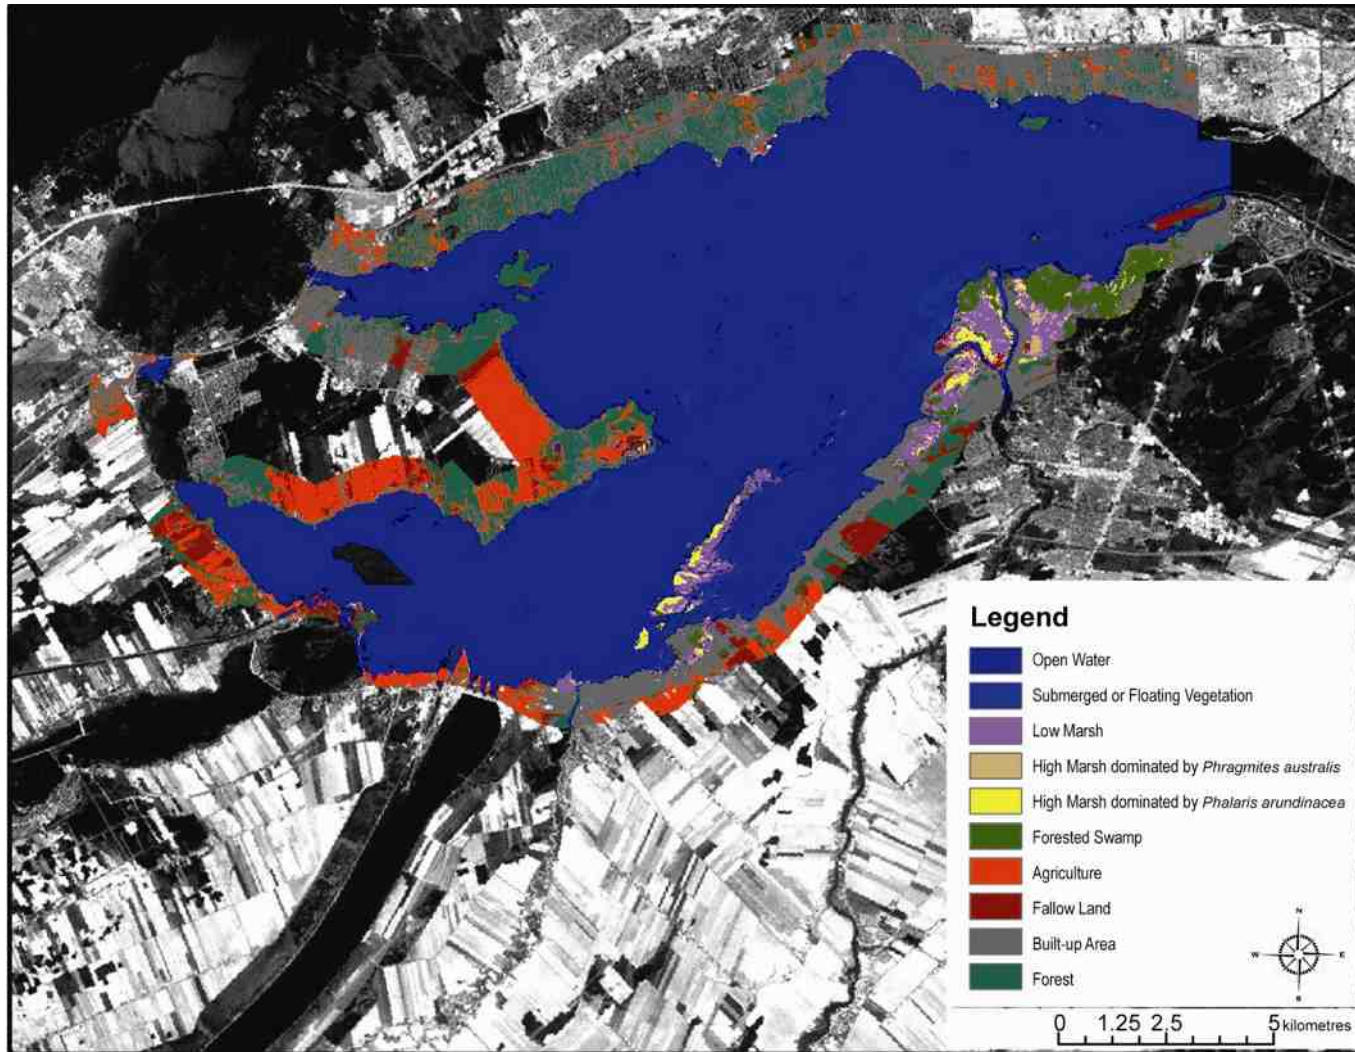 Legend
Open Water
Submerged or Floating Vegetation
Low Marsh
High Marsh dominated by Phragmites australis
High Marsh dominated by Phalaris arundinacea
Forested Swamp
Agriculture
Fallow Land
Built-up Area
Forest
N
W E
S
0 1.25 2,5 5 kilometres